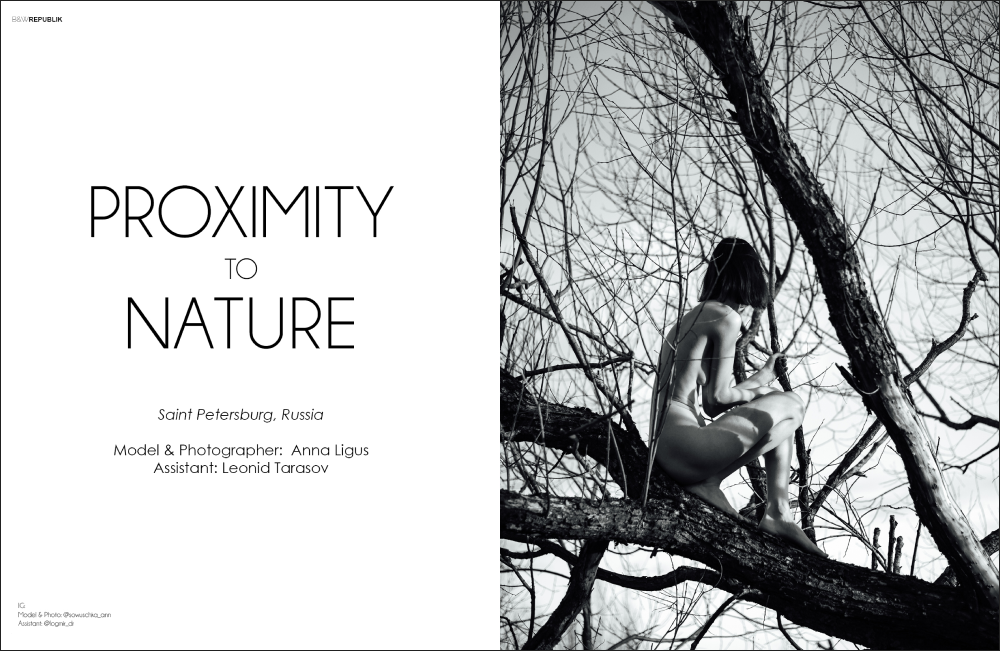 B&WREPUBLIK
PROXIMITY
TO
NATURE
Saint Petersburg, Russia
Model & Photographer: Anna Ligus
Assistant: Leonid Tarasov
IG
Model & Photo: @sowuschka_ann
Assistant: @logink_dr